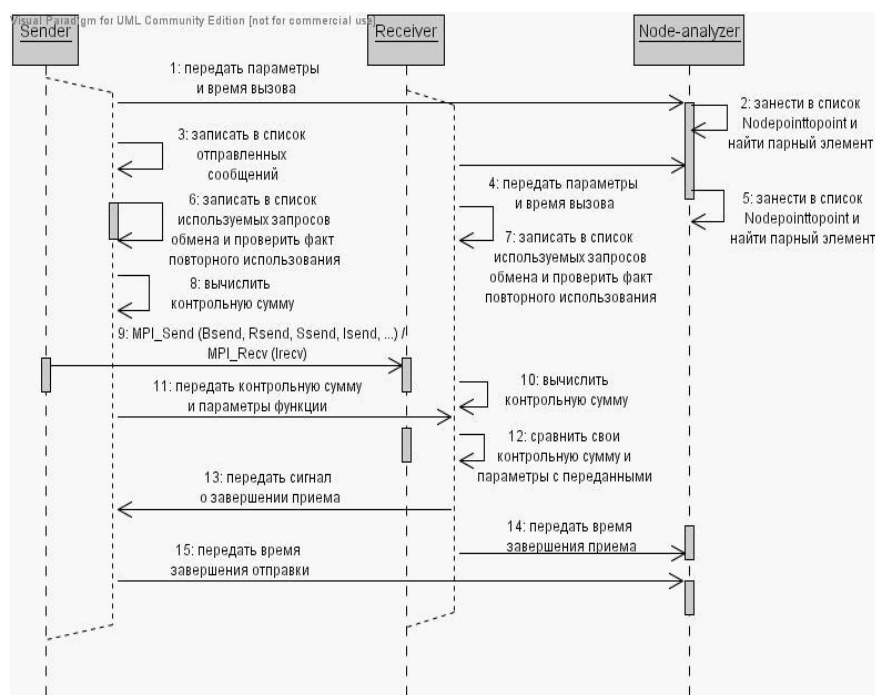 Visual Paradigm for UML Community Edition [not for commercial use]
Sender
Receiver
Node-analyzer
1: передать параметры
и время вызова
2: занести в список
Nodepointtopoint и
найти парный элемент
3: записать в список
отправленных
сообщений
4: передать параметры
и время вызова
5: занести в список
Nodepointtopoint и
найти парный элемент
6: записать в список
используемых запросов
обмена и проверить факт
повторного использования
7: записать в список
используемых запросов
обмена и проверить факт
повторного использования
8: вычислить
контрольную сумму
9: MPI_Send (Bsend, Rsend, Ssend, Isend, ...) /
MPI_Recv (Irecv)
10: вычислить
контрольную сумму
11: передать контрольную сумму
и параметры функции
12: сравнить свои
контрольную сумму и
параметры с переданными
13: передать сигнал
о завершении приема
14: передать время
завершения приема
15: передать время
завершения отправки